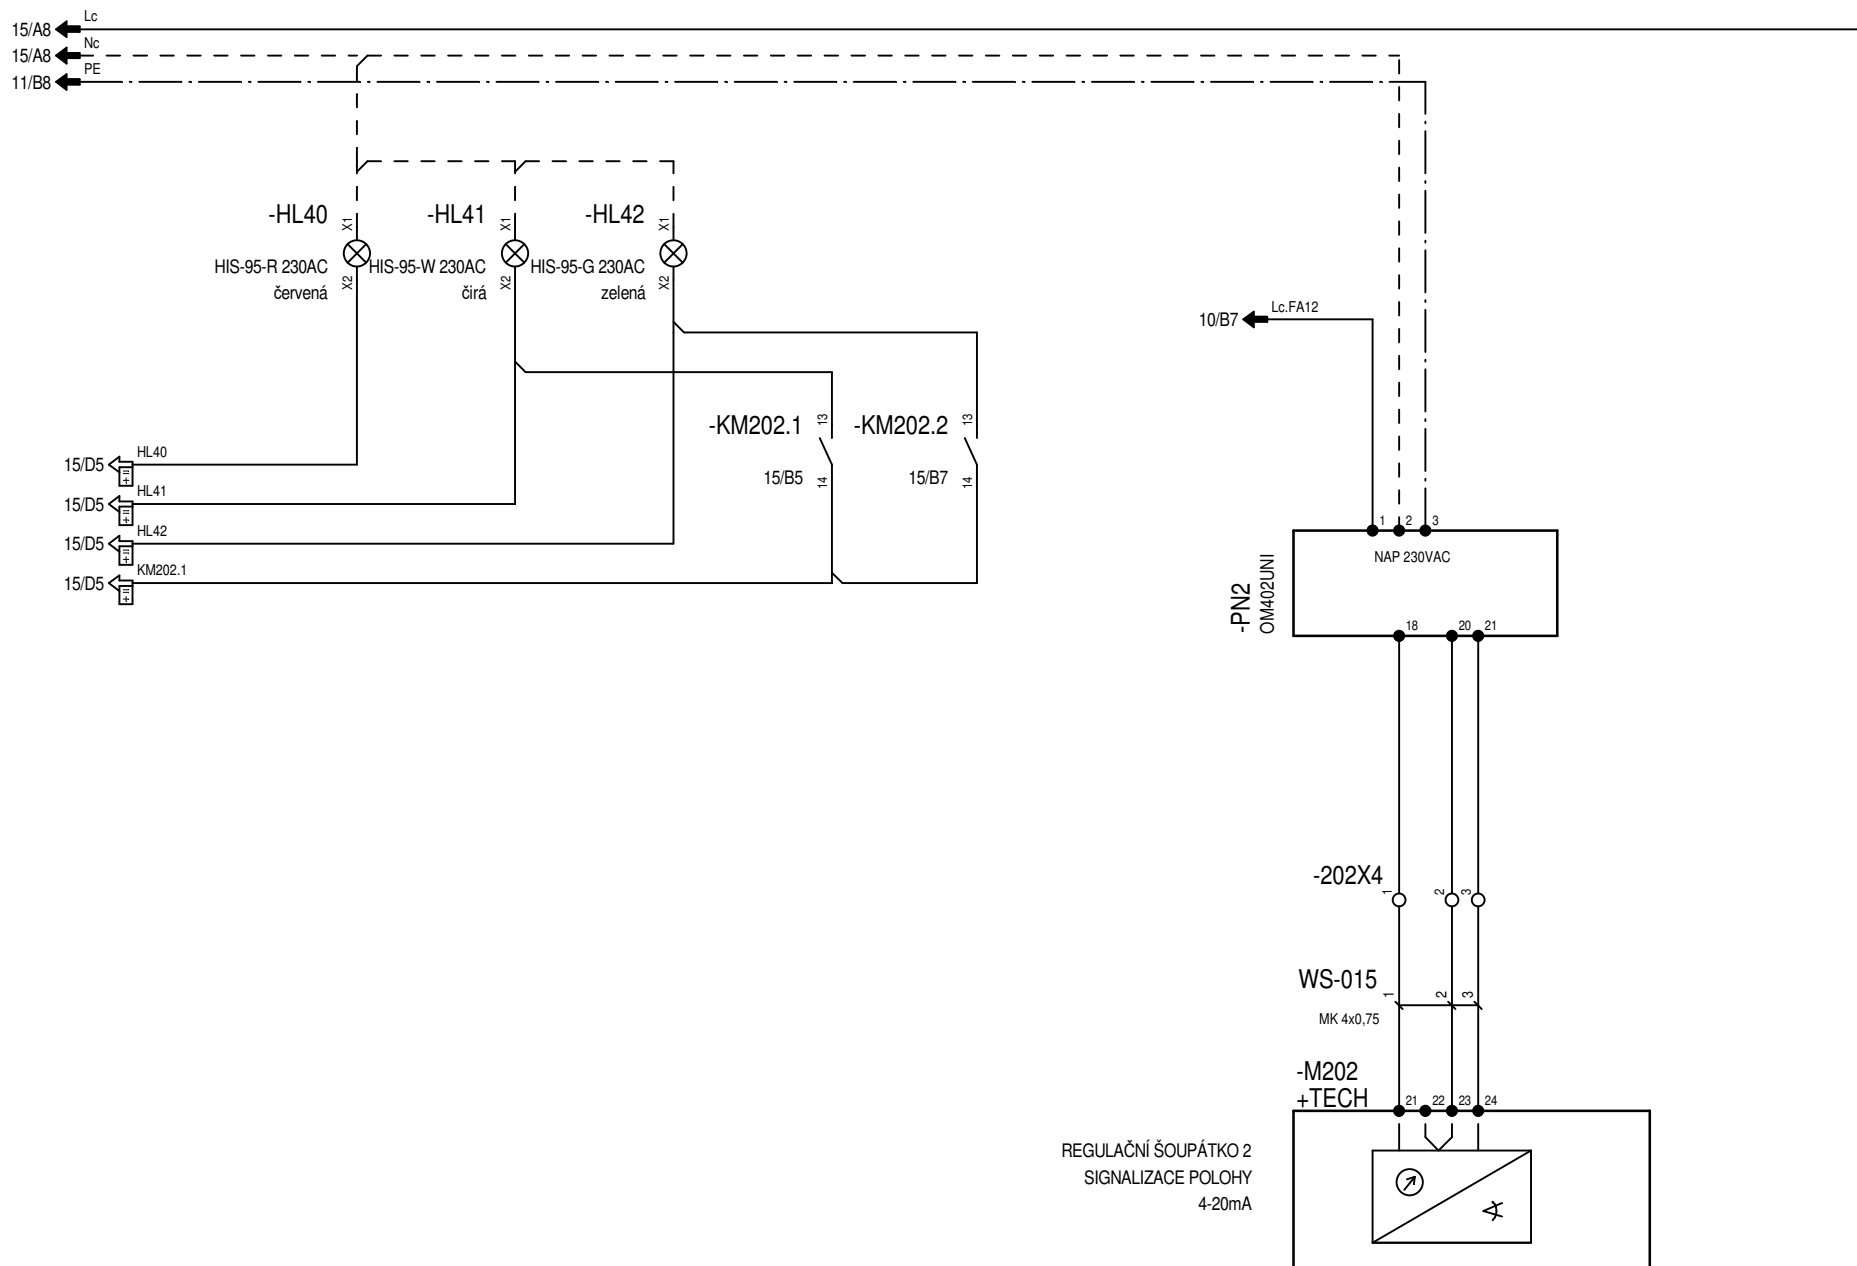 15/A8 Lc
15/A8 Nc
11/B8 PE
-HL40 X1
HIS-95-R 230AC
červená X2
-HL41 X1
HIS-95-W 230AC
čirá X2
-HL42 X1
HIS-95-G 230AC
zelená X2
10/B7 Lc.FA12
-KM202.1 13
15/B5 14
-KM202.2 13
15/B7 14
15/D5 HL40
15/D5 HL41
15/D5 HL42
15/D5 KM202.1
1 2 3
NAP 230VAC
-PN2
OM402UNI
18 20 21
-202X4 1 2 3
WS-015 1 2 3
MK 4x0,75
-M202
+TECH 21 22 23 24
REGULAČNÍ ŠOUPÁTKO 2
SIGNALIZACE POLOHY
4-20mA